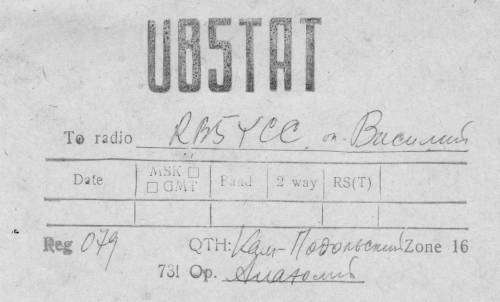 UB5TAT
To radio RB5YCC оп. Василий
Date MSK □ □ GMT Band 2 way RS(T)
Reg 079 QTH: Кам-Подольский Zone 16
73! Op. Анатолий